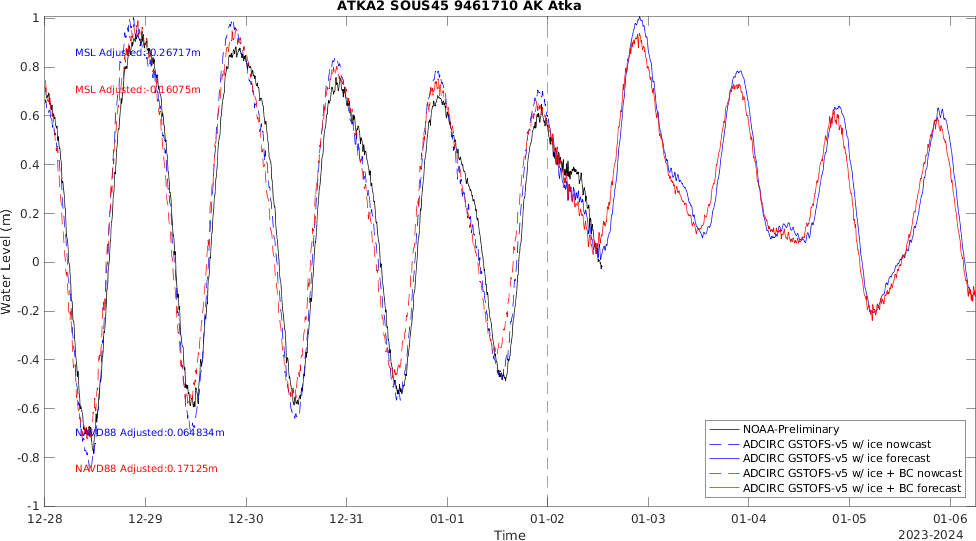 ATKA2 SOUS45 9461710 AK Atka
MSL Adjusted:-0.26717m
MSL Adjusted:-0.16075m
NAVD88 Adjusted:0.064834m
NAVD88 Adjusted:0.17125m
Water Level (m)
1
0.8
0.6
0.4
0.2
0
-0.2
-0.4
-0.6
-0.8
-1
NOAA-Preliminary
ADCIRC GSTOFS-v5 w/ ice nowcast
ADCIRC GSTOFS-v5 w/ ice forecast
ADCIRC GSTOFS-v5 w/ ice + BC nowcast
ADCIRC GSTOFS-v5 w/ ice + BC forecast
12-28 12-29 12-30 12-31 01-01 01-02 01-03 01-04 01-05 01-06
Time
2023-2024